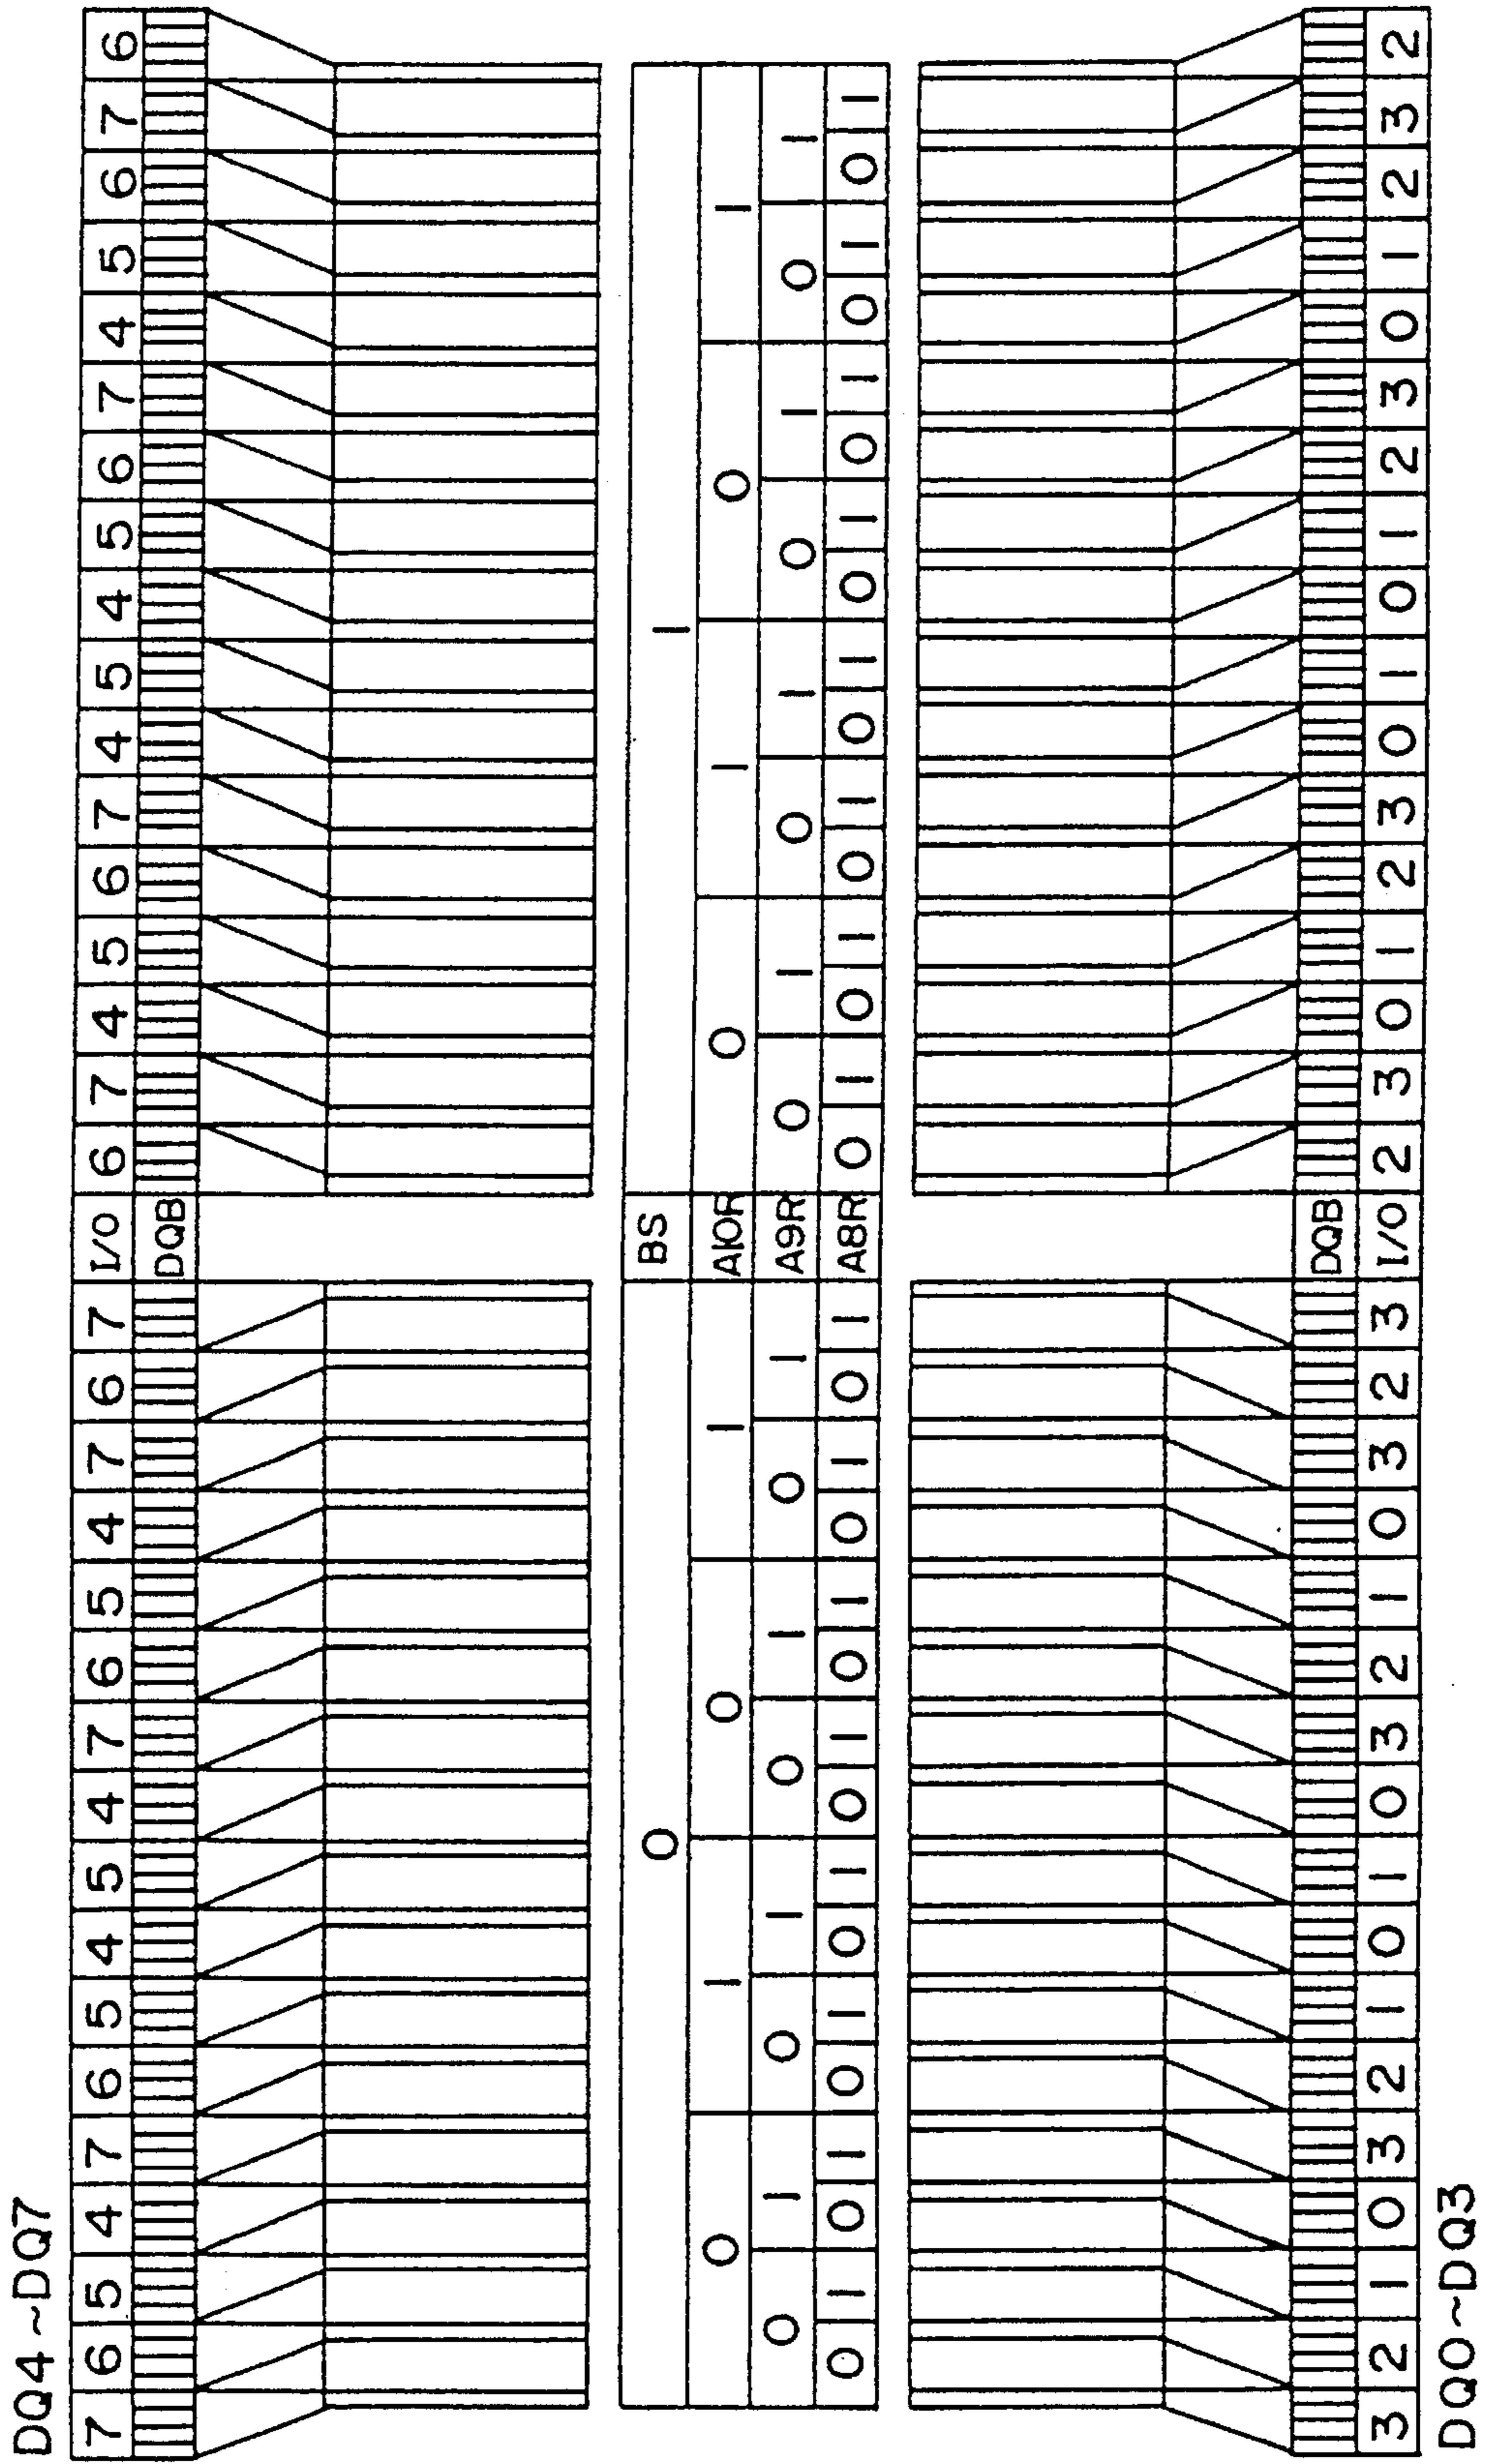 DQ4~DQ7
7 6 5 4 7 6 5 4 5 4 7 6 5 4 7 6 7 I/O 6 7 4 5 6 7 4 5 4 5 6 7 4 5 6 7 6
DQB
0 BS 1
0 1 0 1 A10R 0 1 0 1
0 1 0 1 0 1 0 1 A9R 0 1 0 1 0 1 0 1
0 1 0 1 0 1 0 1 0 1 0 1 0 1 0 1 A8R 0 1 0 1 0 1 0 1 0 1 0 1 0 1 0 1
DQB
3 2 1 0 3 2 1 0 1 0 3 2 1 0 3 2 3 I/O 2 3 0 1 2 3 0 1 0 1 2 3 0 1 2 3 2
DQ0~DQ3